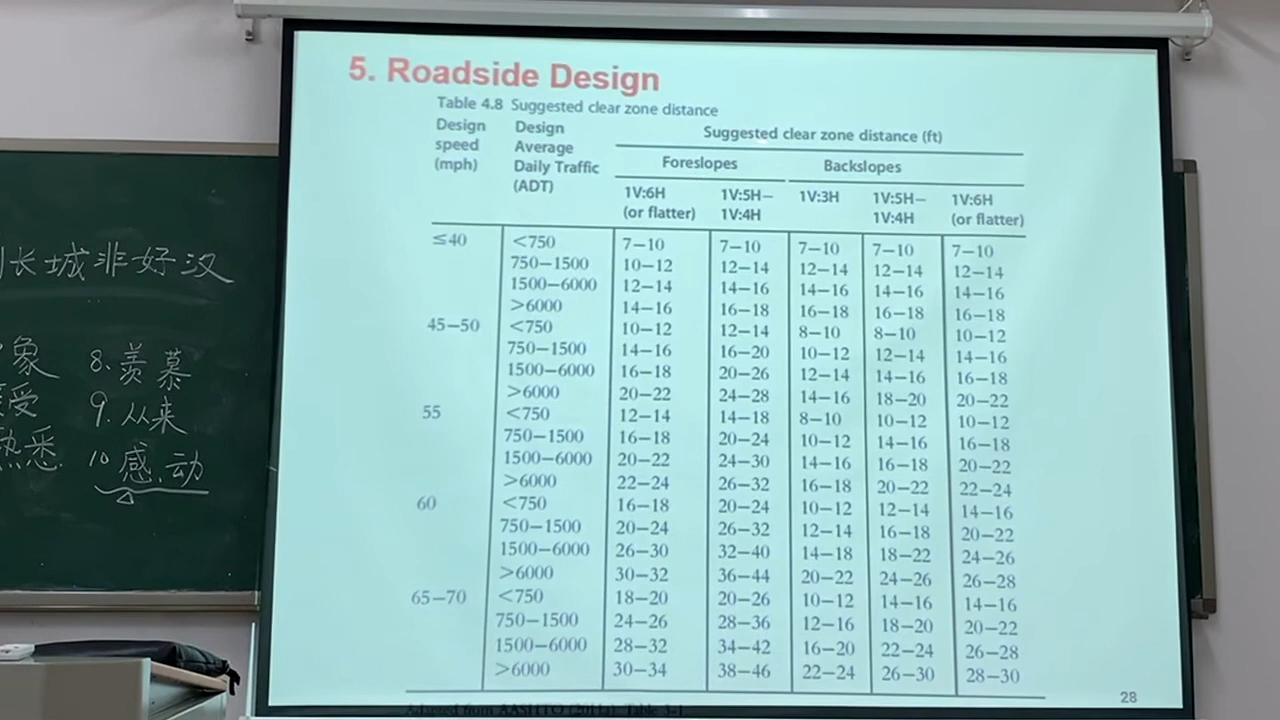 5. Roadside Design
Table 4.8 Suggested clear zone distance
Design speed (mph) Design Average Daily Traffic (ADT) Suggested clear zone distance (ft)
Foreslopes Backslopes
1V:6H (or flatter) 1V:5H–1V:4H 1V:3H 1V:5H–1V:4H 1V:6H (or flatter)
≤40 <750 7–10 7–10 7–10 7–10 7–10
750–1500 10–12 12–14 12–14 12–14 12–14
1500–6000 12–14 14–16 14–16 14–16 14–16
>6000 14–16 16–18 16–18 16–18 16–18
45–50 <750 10–12 12–14 8–10 8–10 10–12
750–1500 14–16 16–20 10–12 12–14 14–16
1500–6000 16–18 20–26 12–14 14–16 16–18
>6000 20–22 24–28 14–16 18–20 20–22
55 <750 12–14 14–18 8–10 10–12 10–12
750–1500 16–18 20–24 10–12 14–16 16–18
1500–6000 20–22 24–30 14–16 16–18 20–22
>6000 22–24 26–32 16–18 20–22 22–24
60 <750 16–18 20–24 10–12 12–14 14–16
750–1500 20–24 26–32 12–14 16–18 20–22
1500–6000 26–30 32–40 14–18 18–22 24–26
>6000 30–32 36–44 20–22 24–26 26–28
65–70 <750 18–20 20–26 10–12 14–16 14–16
750–1500 24–26 28–36 12–16 18–20 20–22
1500–6000 28–32 34–42 16–20 22–24 26–28
>6000 30–34 38–46 22–24 26–30 28–30
28
长城非好汉
象 8.羡慕
受 9.从来
熟悉 10 感动